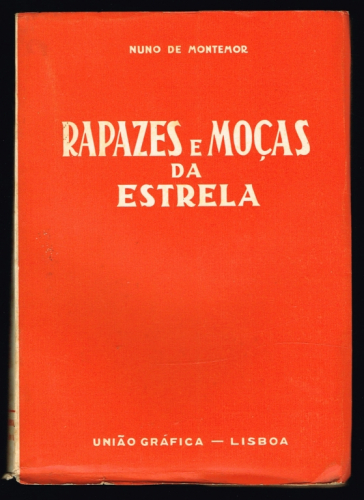 NUNO DE MONTEMOR
RAPAZES E MOÇAS
DA
ESTRELA
UNIÃO GRÁFICA — LISBOA